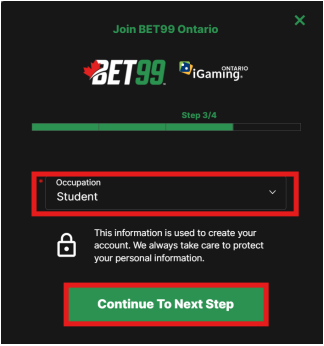 Join BET99 Ontario
BET99.
ONTARIO
iGaming.
Step 3/4
* Occupation
Student
This information is used to create your
account. We always take care to protect
your personal information.
Continue To Next Step